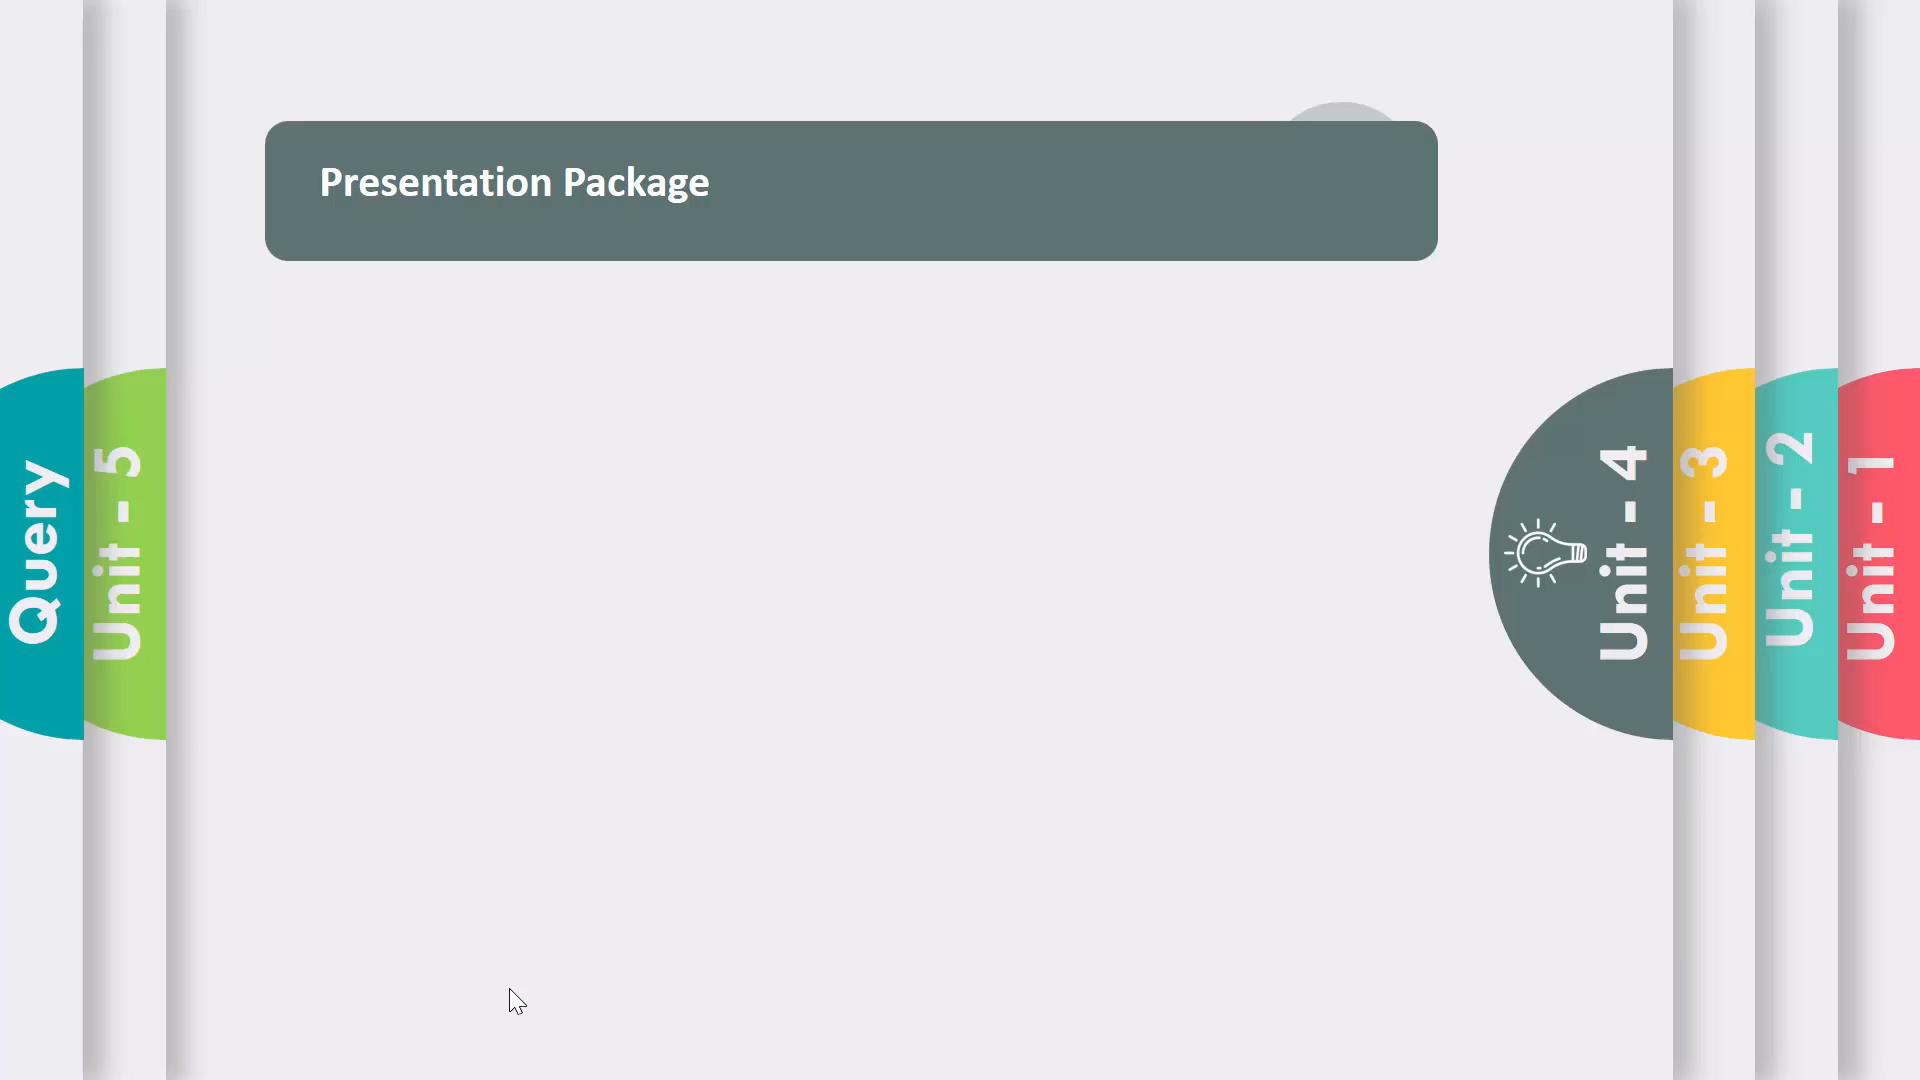 Presentation Package
Query
Unit - 5
Unit - 4
Unit - 3
Unit - 2
Unit - 1